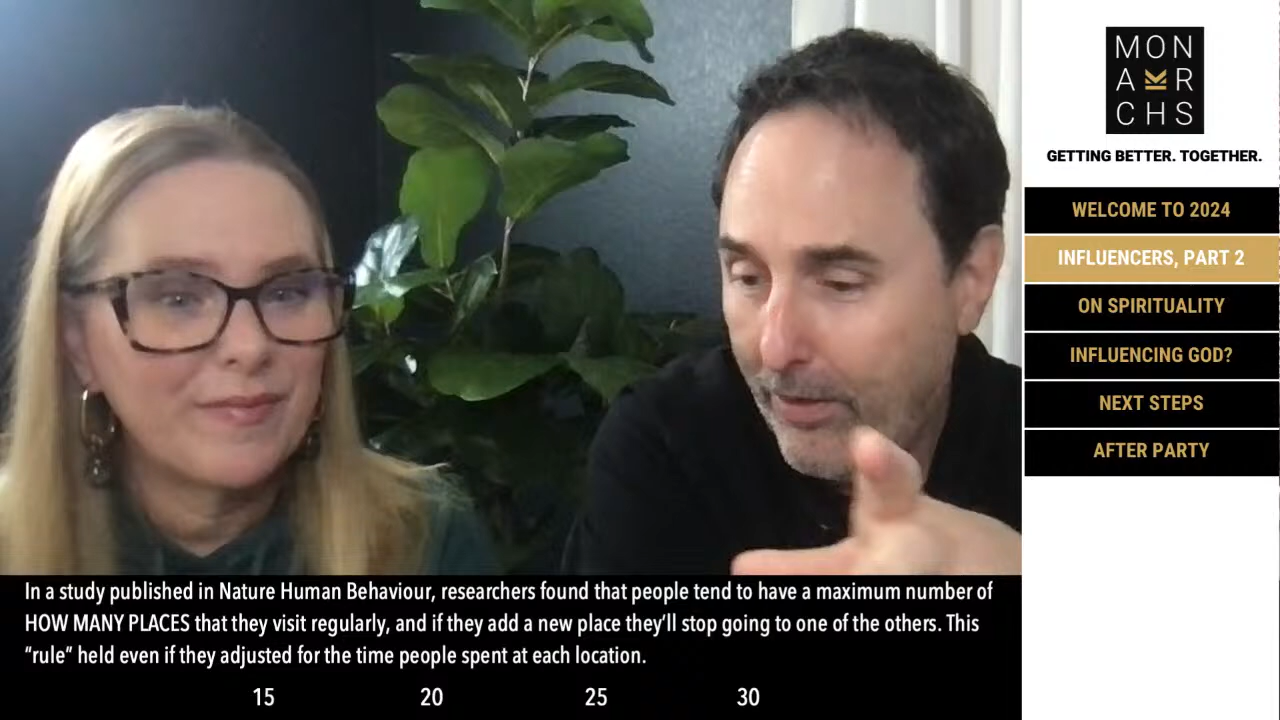 MON
A RCHS
GETTING BETTER. TOGETHER.
WELCOME TO 2024
INFLUENCERS, PART 2
ON SPIRITUALITY
INFLUENCING GOD?
NEXT STEPS
AFTER PARTY
In a study published in Nature Human Behaviour, researchers found that people tend to have a maximum number of
HOW MANY PLACES that they visit regularly, and if they add a new place they'll stop going to one of the others. This
“rule” held even if they adjusted for the time people spent at each location.
15 20 25 30